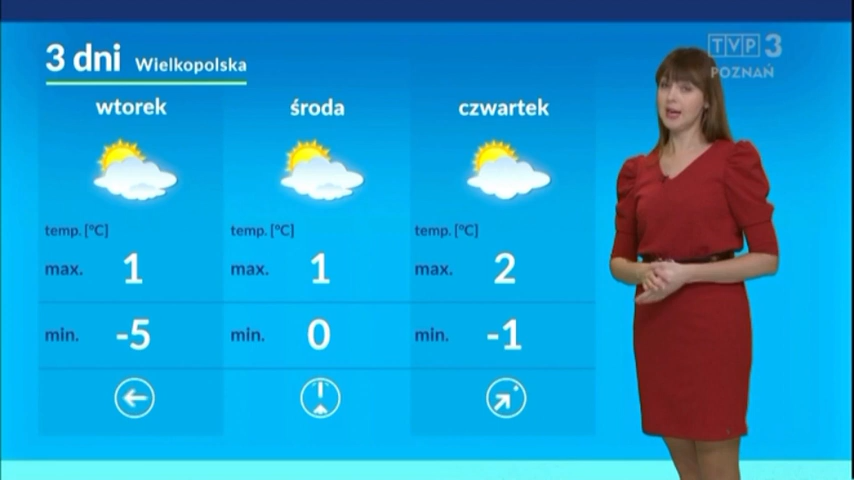 3 dni Wielkopolska
TVP3
POZNAŃ
wtorek środa czwartek
temp. [°C] temp. [°C] temp. [°C]
max. 1 max. 1 max. 2
min. -5 min. 0 min. -1